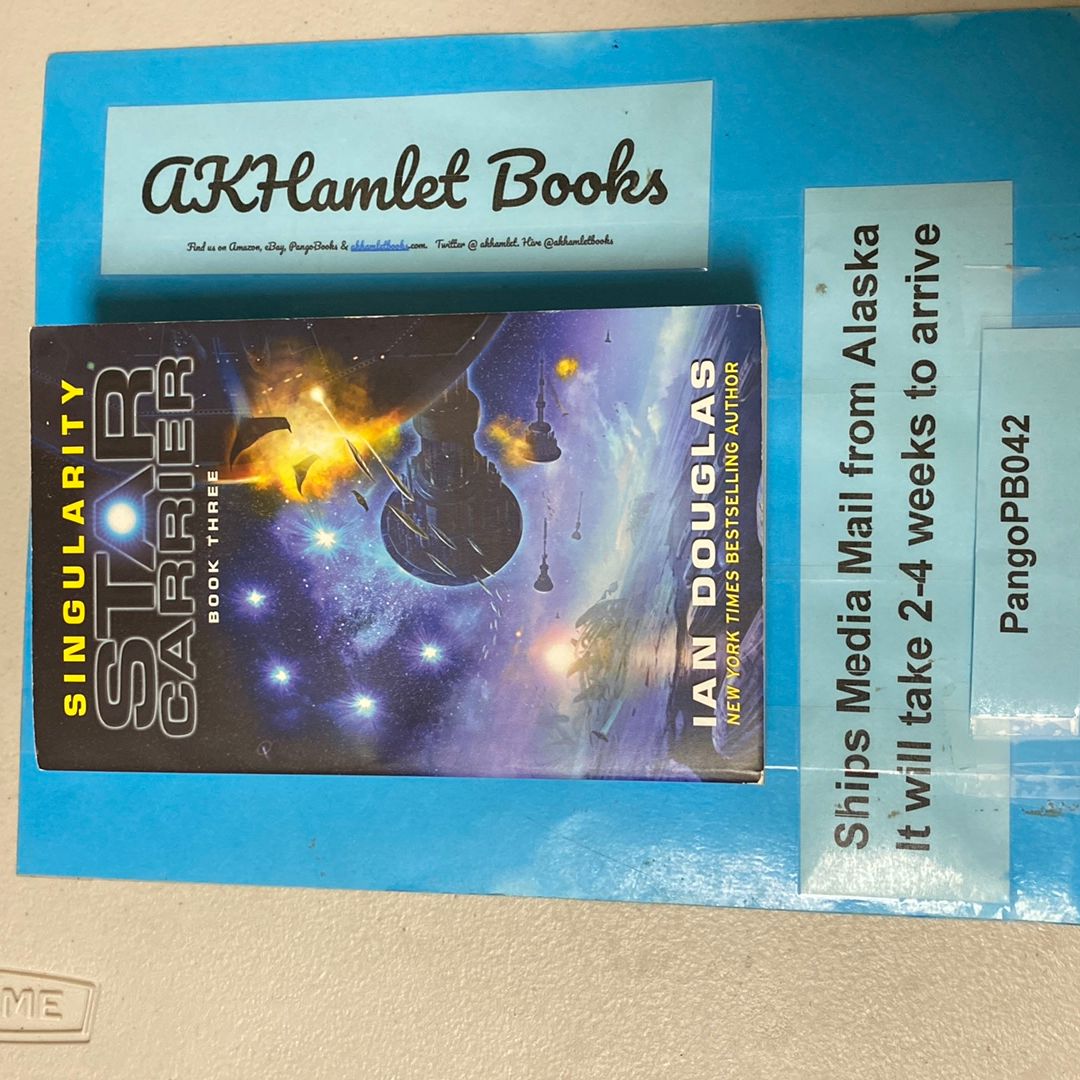 AKHamlet Books
Find us on Amazon, eBay, PangoBooks & akhamletbooks.com. Twitter @ akhamlet. Hive @akhamletbooks
SINGULARITY
STAR
CARRIER
BOOK THREE
IAN DOUGLAS
NEW YORK TIMES BESTSELLING AUTHOR
Ships Media Mail from Alaska
It will take 2-4 weeks to arrive
PangoPB042
ME